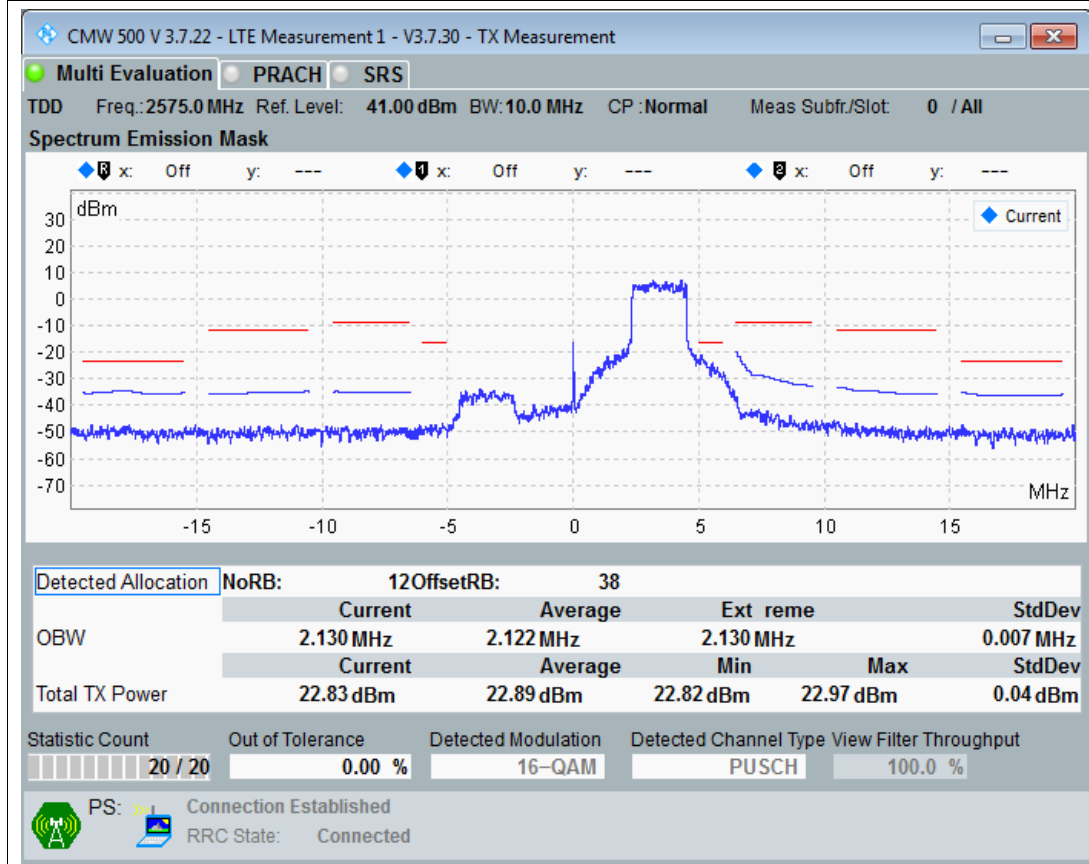 CMW 500 V 3.7.22 - LTE Measurement 1 - V3.7.30 - TX Measurement
Multi Evaluation PRACH SRS
TDD Freq.: 2575.0 MHz Ref. Level: 41.00 dBm BW: 10.0 MHz CP : Normal Meas Subfr./Slot: 0 / All
Spectrum Emission Mask
R x: Off y: --- 1 x: Off y: --- 2 x: Off y: ---
dBm
Current
30
20
10
0
-10
-20
-30
-40
-50
-60
-70
MHz
-15 -10 -5 0 5 10 15
Detected Allocation NoRB: 12 OffsetRB: 38
Current Average Ext reme StdDev
OBW 2.130 MHz 2.122 MHz 2.130 MHz 0.007 MHz
Current Average Min Max StdDev
Total TX Power 22.83 dBm 22.89 dBm 22.82 dBm 22.97 dBm 0.04 dBm
Statistic Count Out of Tolerance Detected Modulation Detected Channel Type View Filter Throughput
20 / 20 0.00 % 16-QAM PUSCH 100.0 %
PS: Connection Established
RRC State: Connected